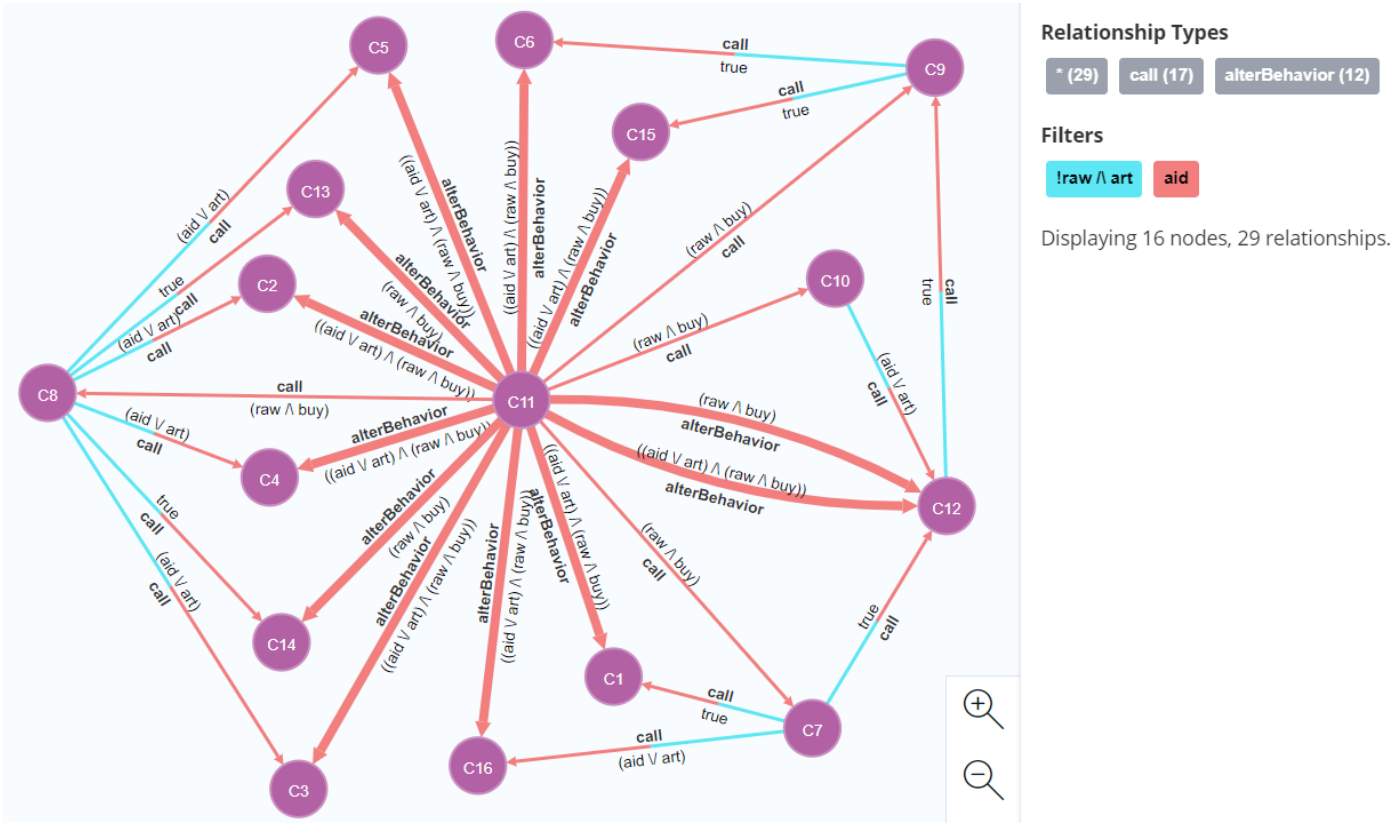 Relationship Types
* (29)
call (17)
alterBehavior (12)
Filters
!raw /\ art
aid
Displaying 16 nodes, 29 relationships.
C5
C6
C9
C15
C13
C2
C10
C8
C11
C4
C12
C14
C1
C7
C16
C3
call
true
call
true
(aid \/ art)
call
true
call
(aid \/ art)
call
call
(raw /\ buy)
(aid \/ art)
call
true
call
(aid \/ art)
call
alterBehavior
((aid \/ art) /\ (raw /\ buy))
alterBehavior
((aid \/ art) /\ (raw /\ buy))
((aid \/ art) /\ (raw /\ buy))
alterBehavior
alterBehavior
(raw /\ buy)
alterBehavior
((aid \/ art) /\ (raw /\ buy))
(raw /\ buy)
call
(raw /\ buy)
call
call
true
(aid \/ art)
call
(raw /\ buy)
alterBehavior
((aid \/ art) /\ (raw /\ buy))
alterBehavior
alterBehavior
((aid \/ art) /\ (raw /\ buy))
alterBehavior
(raw /\ buy)
alterBehavior
((aid \/ art) /\ (raw /\ buy))
alterBehavior
((aid \/ art) /\ (raw /\ buy))
((aid \/ art) /\ (raw /\ buy))
alterBehavior
(raw /\ buy)
call
true
call
call
true
call
(aid \/ art)